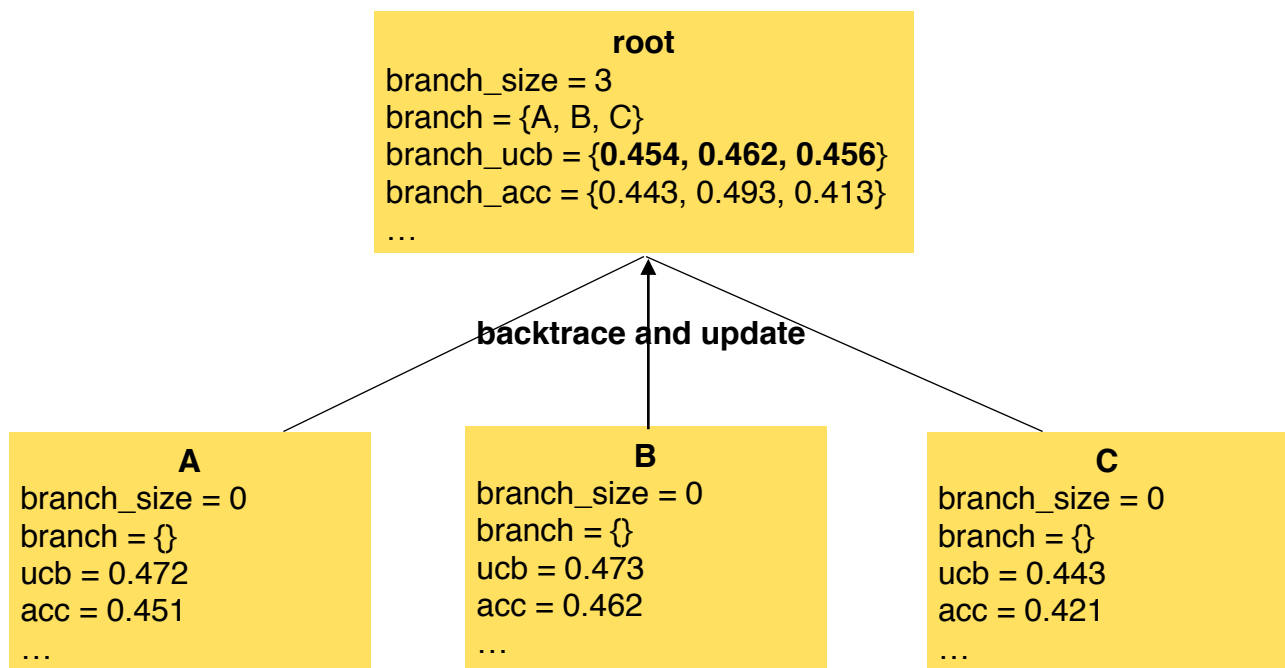 root
branch_size = 3
branch = {A, B, C}
branch_ucb = {0.454, 0.462, 0.456}
branch_acc = {0.443, 0.493, 0.413}
…
backtrace and update
A
branch_size = 0
branch = {}
ucb = 0.472
acc = 0.451
…
B
branch_size = 0
branch = {}
ucb = 0.473
acc = 0.462
…
C
branch_size = 0
branch = {}
ucb = 0.443
acc = 0.421
…